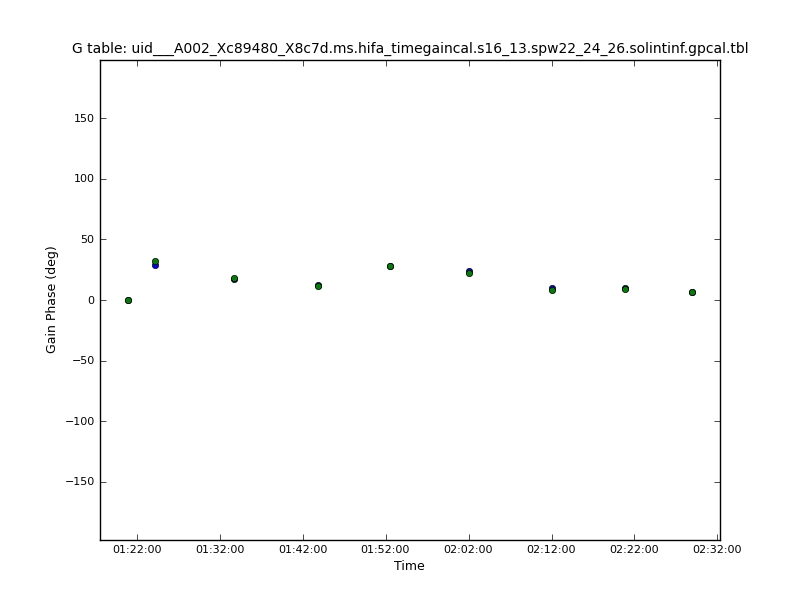 G table: uid___A002_Xc89480_X8c7d.ms.hifa_timegaincal.s16_13.spw22_24_26.solintinf.gpcal.tbl
150
100
50
0
−50
−100
−150
Gain Phase (deg)
01:22:00 01:32:00 01:42:00 01:52:00 02:02:00 02:12:00 02:22:00 02:32:00
Time